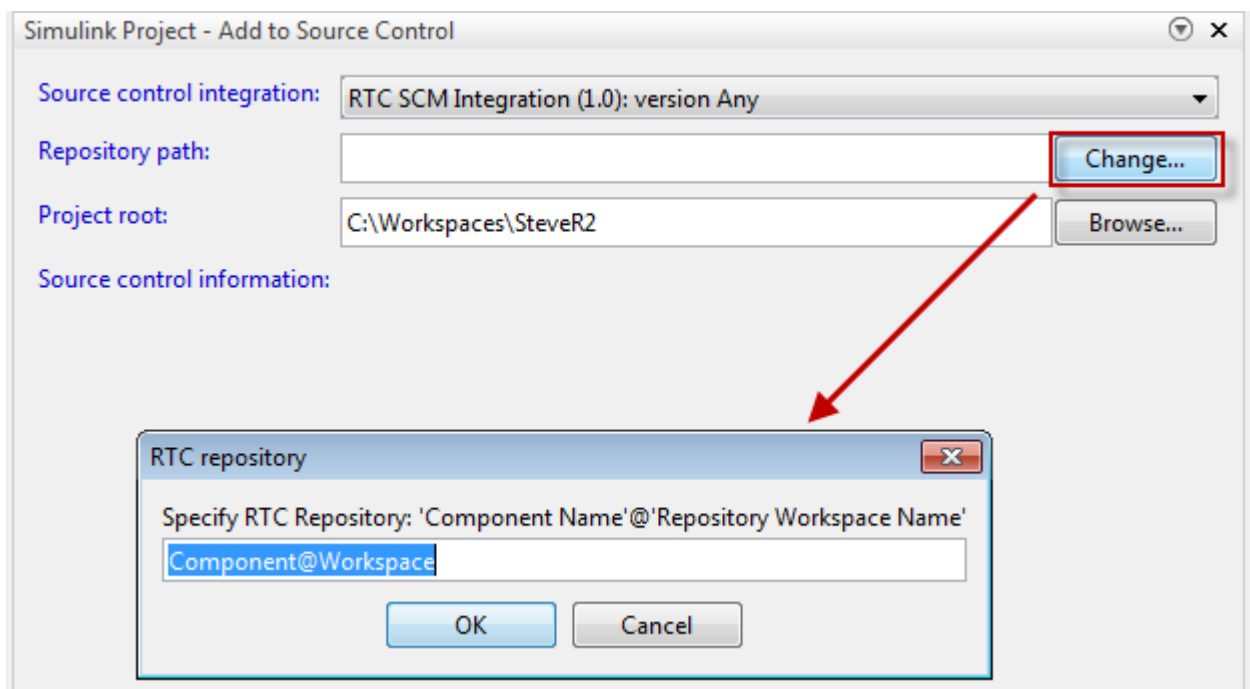 Simulink Project - Add to Source Control
Source control integration: RTC SCM Integration (1.0): version Any
Repository path: Change...
Project root: C:\Workspaces\SteveR2 Browse...
Source control information:
RTC repository
Specify RTC Repository: 'Component Name'@'Repository Workspace Name'
Component@Workspace
OK Cancel